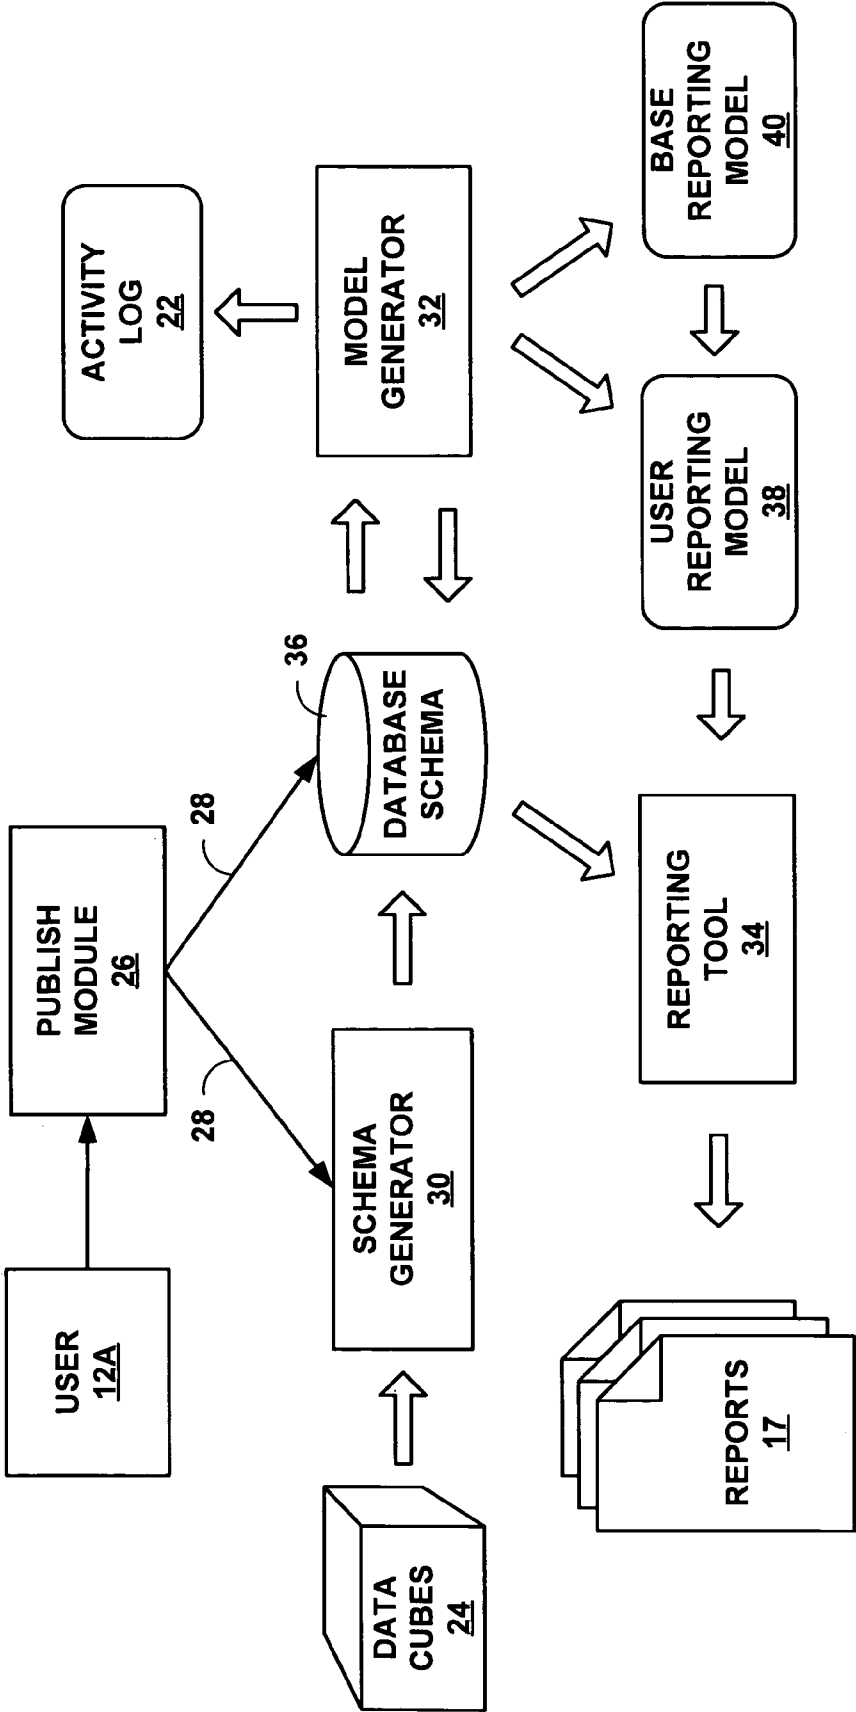 USER
12A
PUBLISH
MODULE
26
ACTIVITY
LOG
22
28
28
36
DATA
CUBES
24
SCHEMA
GENERATOR
30
DATABASE
SCHEMA
MODEL
GENERATOR
32
REPORTS
17
REPORTING
TOOL
34
USER
REPORTING
MODEL
38
BASE
REPORTING
MODEL
40